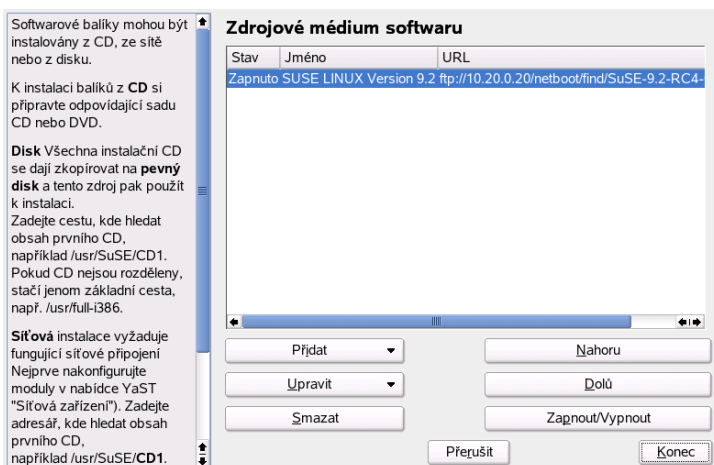 Softwarové balíky mohou být
instalovány z CD, ze sítě
nebo z disku.
K instalaci balíků z CD si
připravte odpovídající sadu
CD nebo DVD.
Disk Všechna instalační CD
se dají zkopírovat na pevný
disk a tento zdroj pak použít
k instalaci.
Zadejte cestu, kde hledat
obsah prvního CD,
například /usr/SuSE/CD1.
Pokud CD nejsou rozděleny,
stačí jenom základní cesta,
např. /usr/full-i386.
Síťová instalace vyžaduje
fungující síťové připojení
Nejprve nakonfigurujte
moduly v nabídce YaST
"Síťová zařízení"). Zadejte
adresář, kde hledat obsah
prvního CD,
například /usr/SuSE/CD1.
Zdrojové médium softwaru
Stav Jméno URL
Zapnuto SUSE LINUX Version 9.2 ftp://10.20.0.20/netboot/find/SuSE-9.2-RC4-
Přidat Nahoru
Upravit Dolů
Smazat Zapnout/Vypnout
Přerušit Konec